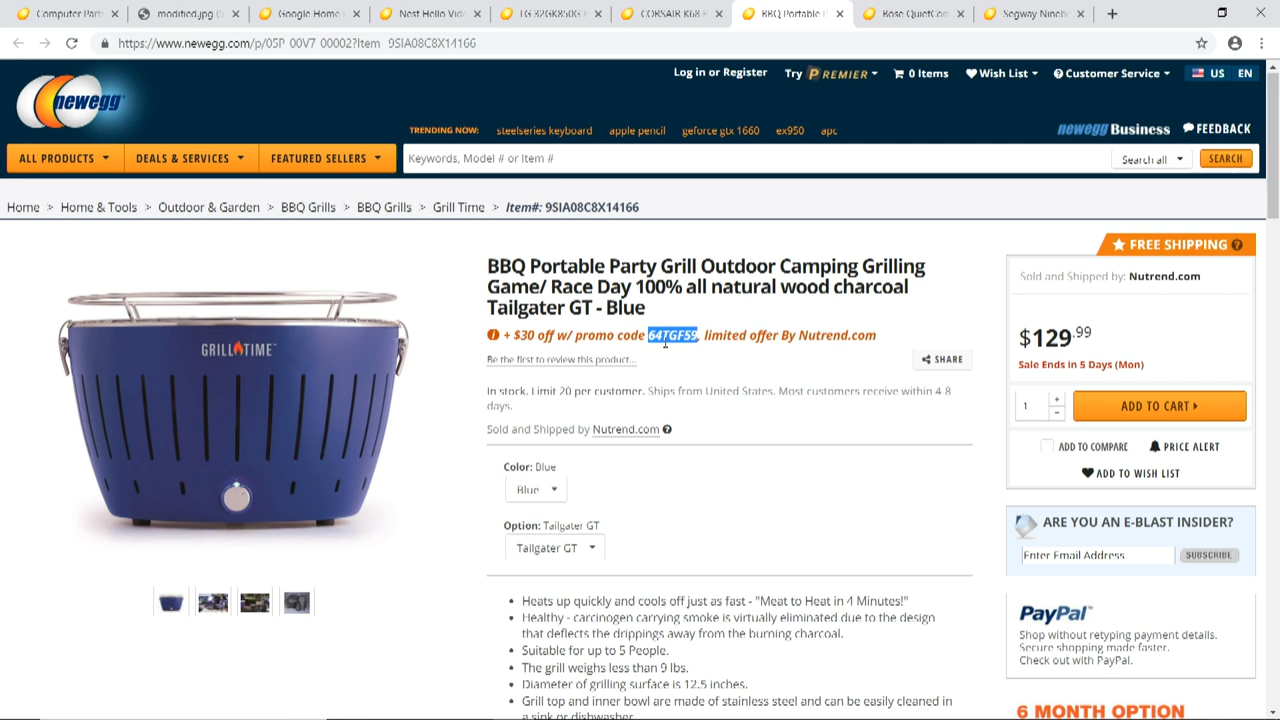 Computer Part
modified.jpg (
Google Home
Nest Hello Vid
LG 32GK850G
CORSAIR K68
BBQ Portable
Bose QuietCom
Segway Nineb
https://www.newegg.com/p/05P 00V7 00002?Item 9SIA08C8X14166
Log in or Register
Try PREMIER
0 Items
Wish List
Customer Service
US
EN
newegg
TRENDING NOW: steelseries keyboard apple pencil geforce gtx 1660 ex950 apc
newegg Business
FEEDBACK
ALL PRODUCTS
DEALS & SERVICES
FEATURED SELLERS
Keywords, Model # or Item #
Search all
SEARCH
Home > Home & Tools > Outdoor & Garden > BBQ Grills > BBQ Grills > Grill Time > Item#: 9SIA08C8X14166
GRILL TIME
BBQ Portable Party Grill Outdoor Camping Grilling
Game/ Race Day 100% all natural wood charcoal
Tailgater GT - Blue
+ $30 off w/ promo code 64TGF59, limited offer By Nutrend.com
Be the first to review this product...
SHARE
In stock. Limit 20 per customer. Ships from United States. Most customers receive within 4-8
days.
Sold and Shipped by Nutrend.com
Color: Blue
Blue
Option: Tailgater GT
Tailgater GT
• Heats up quickly and cools off just as fast - "Meat to Heat in 4 Minutes!"
• Healthy - carcinogen carrying smoke is virtually eliminated due to the design
that deflects the drippings away from the burning charcoal.
• Suitable for up to 5 People.
• The grill weighs less than 9 lbs.
• Diameter of grilling surface is 12.5 inches.
• Grill top and inner bowl are made of stainless steel and can be easily cleaned in
a sink or dishwasher.
FREE SHIPPING
Sold and Shipped by: Nutrend.com
$129.99
Sale Ends in 5 Days (Mon)
1
+
-
ADD TO CART
ADD TO COMPARE
PRICE ALERT
ADD TO WISH LIST
ARE YOU AN E-BLAST INSIDER?
Enter Email Address
SUBSCRIBE
PayPal™
Shop without retyping payment details.
Secure shopping made faster.
Check out with PayPal.
6 MONTH OPTION